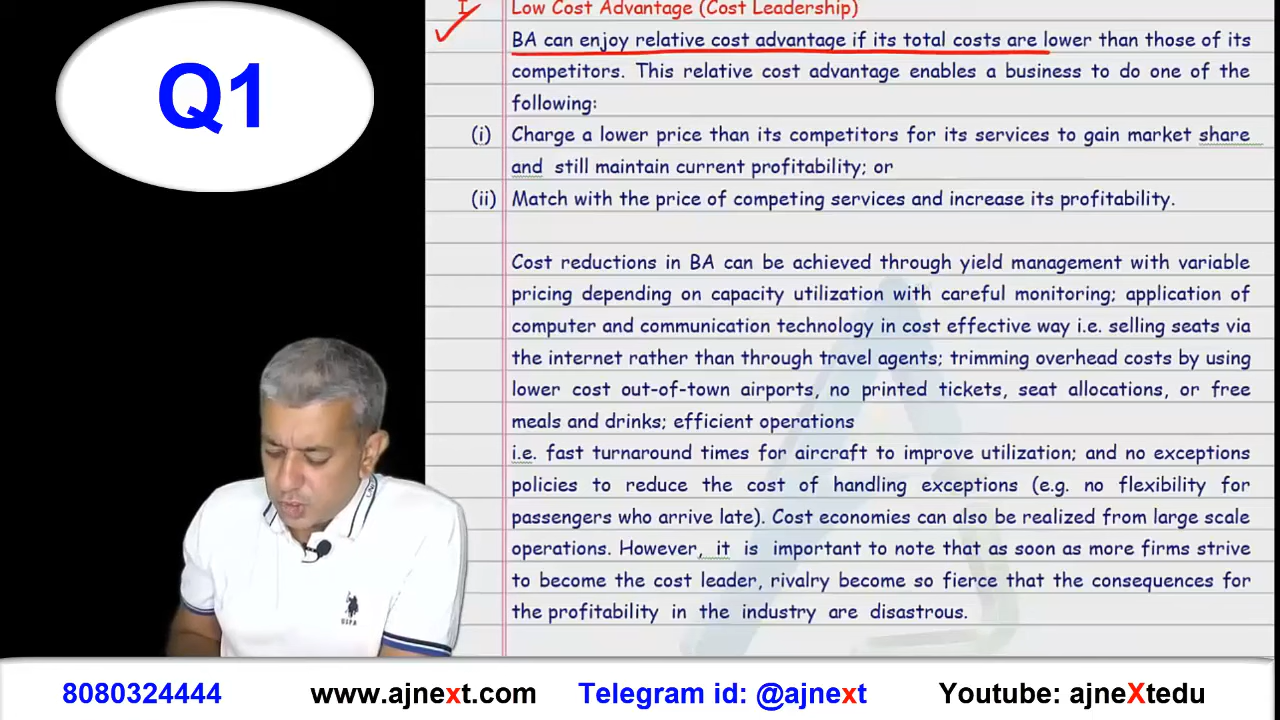 Q1
I Low Cost Advantage (Cost Leadership)
BA can enjoy relative cost advantage if its total costs are lower than those of its
competitors. This relative cost advantage enables a business to do one of the
following:
(i) Charge a lower price than its competitors for its services to gain market share
and still maintain current profitability; or
(ii) Match with the price of competing services and increase its profitability.
Cost reductions in BA can be achieved through yield management with variable
pricing depending on capacity utilization with careful monitoring; application of
computer and communication technology in cost effective way i.e. selling seats via
the internet rather than through travel agents; trimming overhead costs by using
lower cost out-of-town airports, no printed tickets, seat allocations, or free
meals and drinks; efficient operations
i.e. fast turnaround times for aircraft to improve utilization; and no exceptions
policies to reduce the cost of handling exceptions (e.g. no flexibility for
passengers who arrive late). Cost economies can also be realized from large scale
operations. However, it is important to note that as soon as more firms strive
to become the cost leader, rivalry become so fierce that the consequences for
the profitability in the industry are disastrous.
USPA
8080324444 www.ajnext.com Telegram id: @ajnext Youtube: ajneXtedu